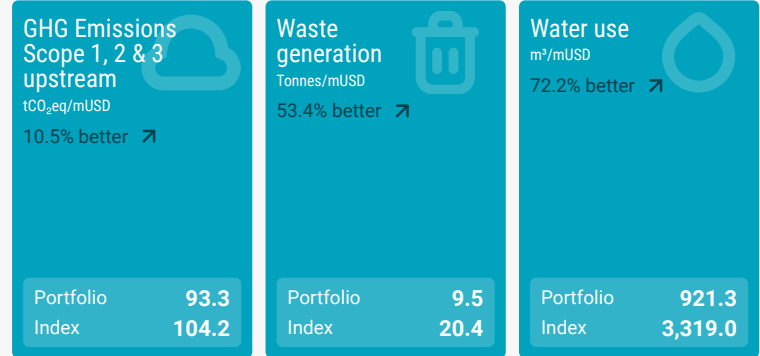 GHG Emissions
Scope 1, 2 & 3
upstream
tCO₂eq/mUSD
10.5% better
Portfolio 93.3
Index 104.2
Waste
generation
Tonnes/mUSD
53.4% better
Portfolio 9.5
Index 20.4
Water use
m³/mUSD
72.2% better
Portfolio 921.3
Index 3,319.0